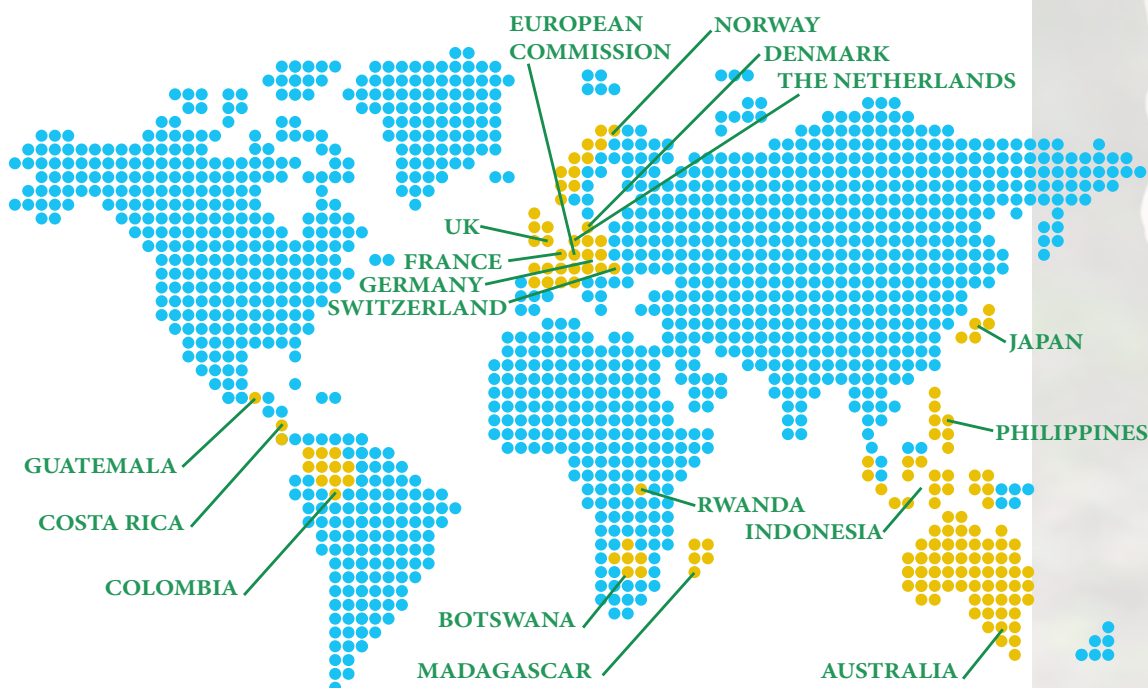 EUROPEAN
COMMISSION
NORWAY
DENMARK
THE NETHERLANDS
UK
FRANCE
GERMANY
SWITZERLAND
JAPAN
PHILIPPINES
GUATEMALA
COSTA RICA
COLOMBIA
RWANDA
INDONESIA
BOTSWANA
MADAGASCAR
AUSTRALIA